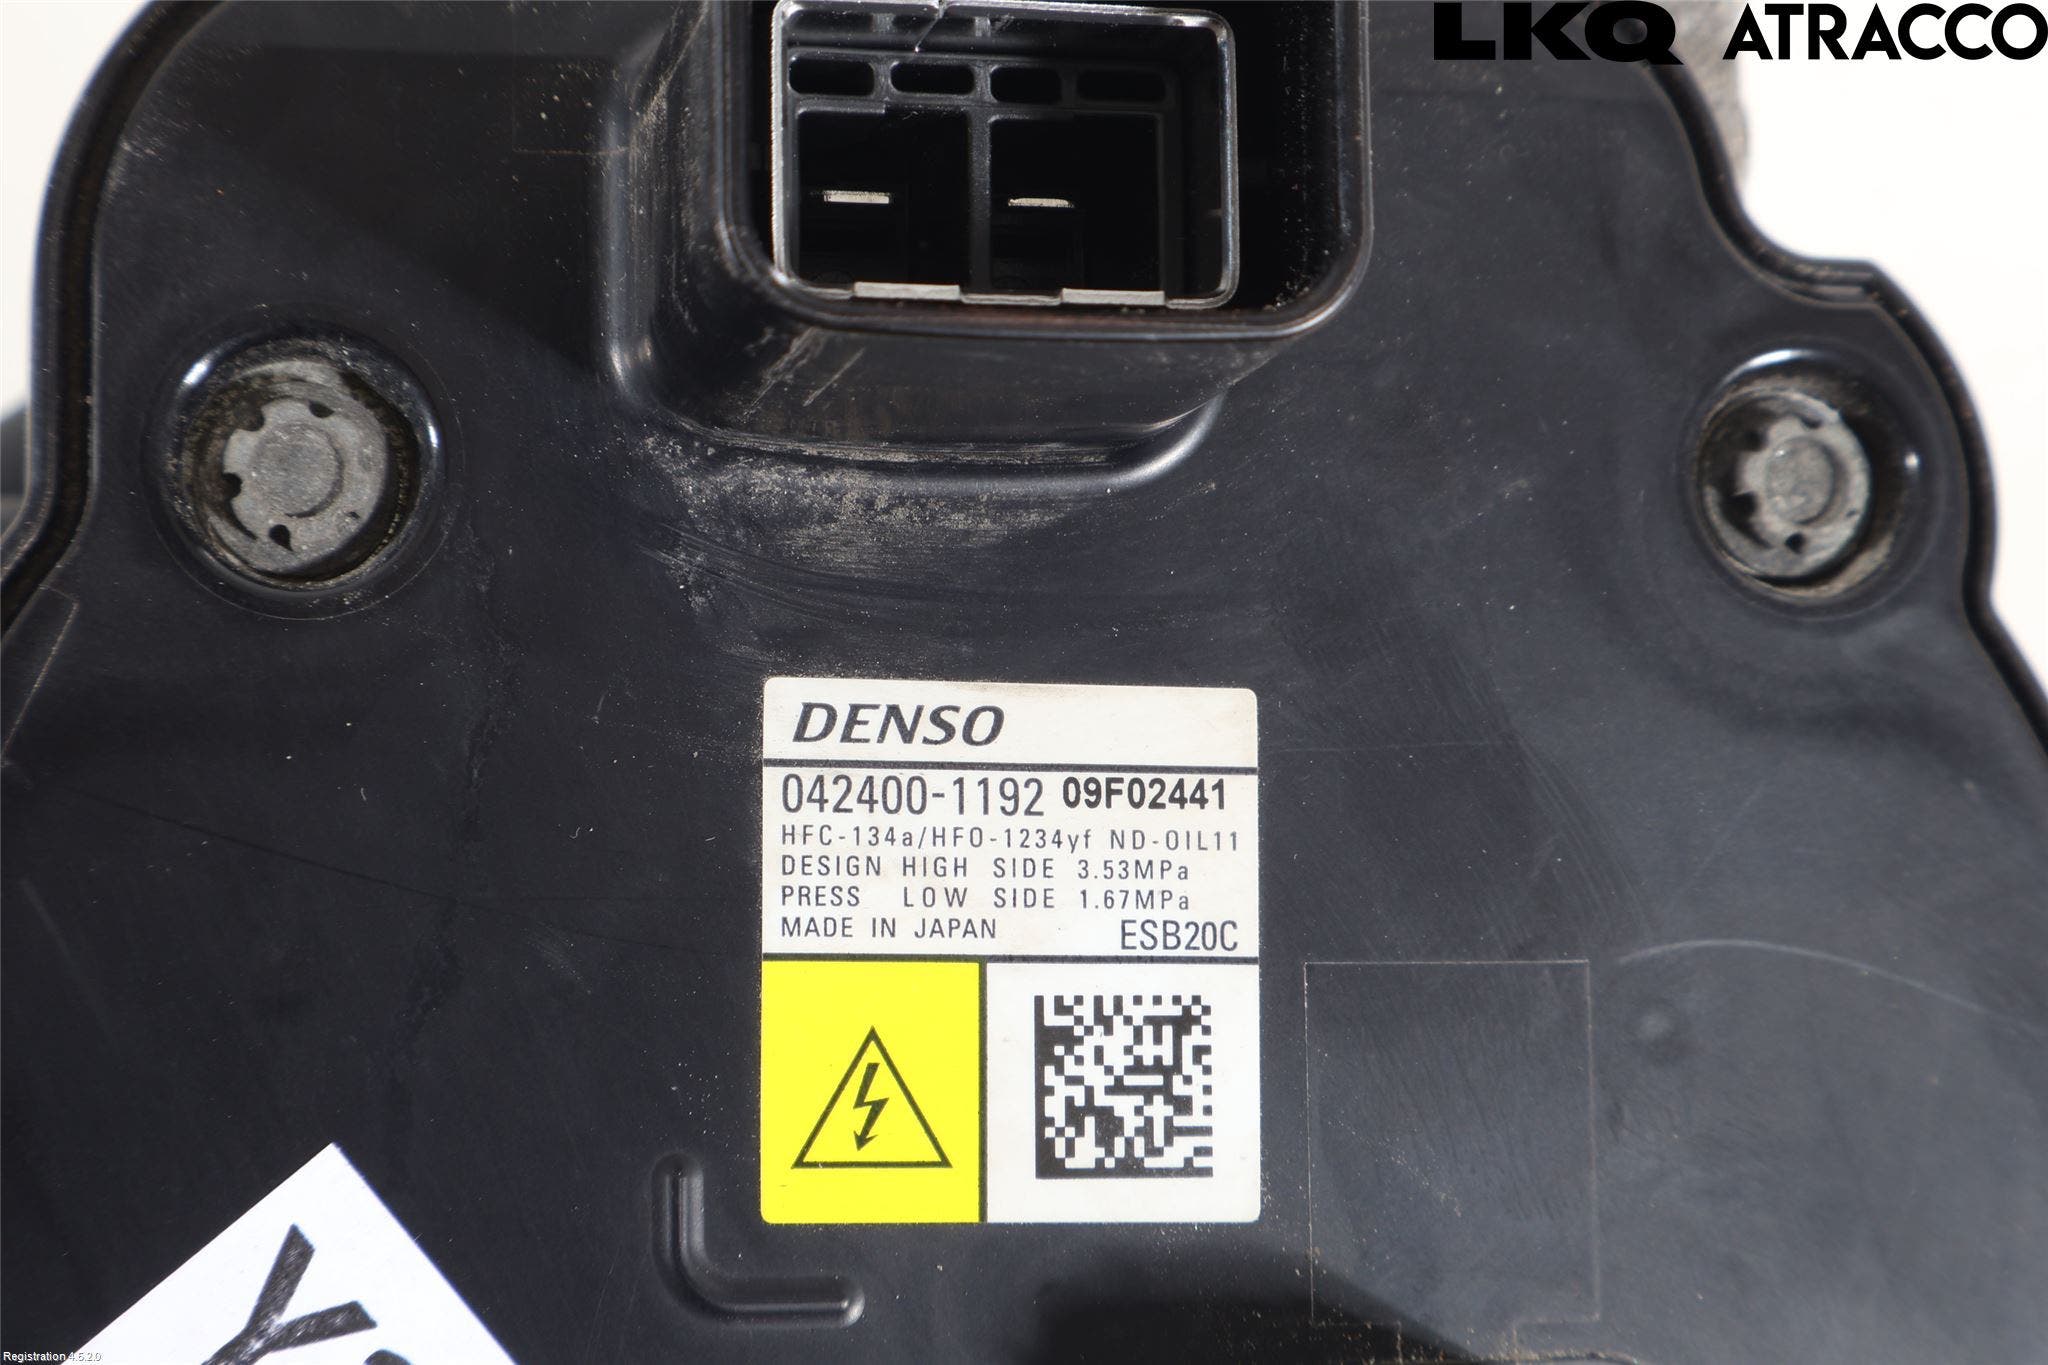 LKQ ATRACCO
DENSO
042400-1192 09F02441
HFC-134a/HFO-1234yf ND-OIL11
DESIGN HIGH SIDE 3.53MPa
PRESS LOW SIDE 1.67MPa
MADE IN JAPAN ESB20C
Registration 4.5.2.0